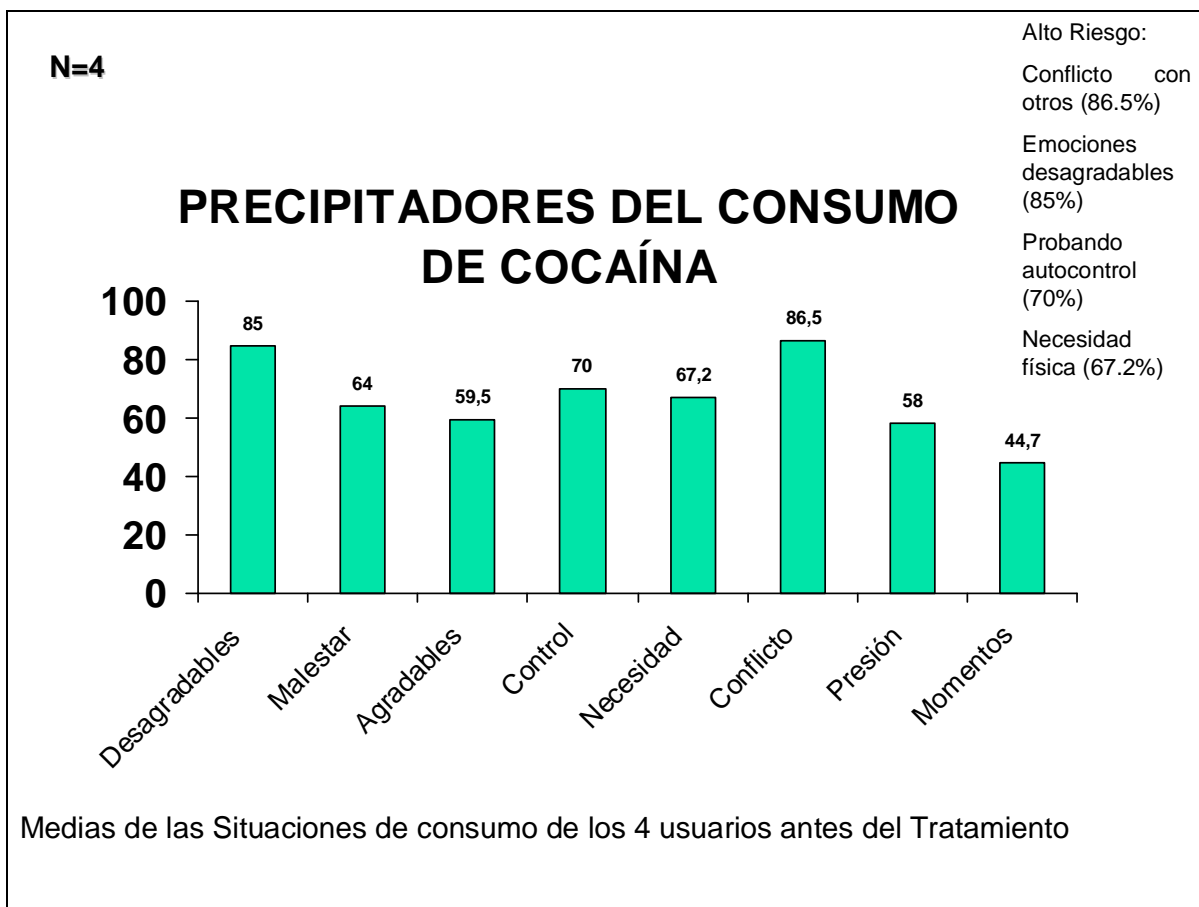 N=4
Alto Riesgo:
Conflicto con
otros (86.5%)
Emociones
desagradables
(85%)
Probando
autocontrol
(70%)
Necesidad
física (67.2%)
PRECIPITADORES DEL CONSUMO
DE COCAÍNA
100
80
60
40
20
0
85
64
59,5
70
67,2
86,5
58
44,7
Desagradables
Malestar
Agradables
Control
Necesidad
Conflicto
Presión
Momentos
Medias de las Situaciones de consumo de los 4 usuarios antes del Tratamiento